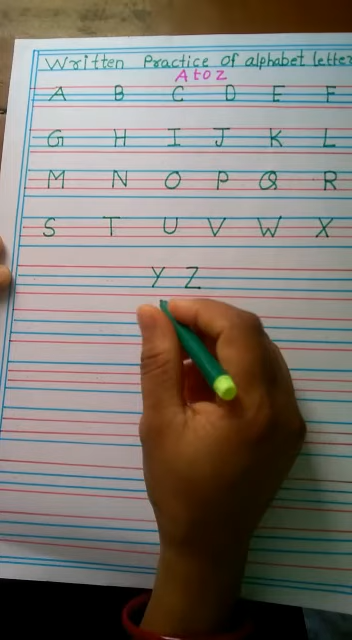 Written Practice of alphabet letter
A to Z
A B C D E F
G H I J K L
M N O P Q R
S T U V W X
Y Z